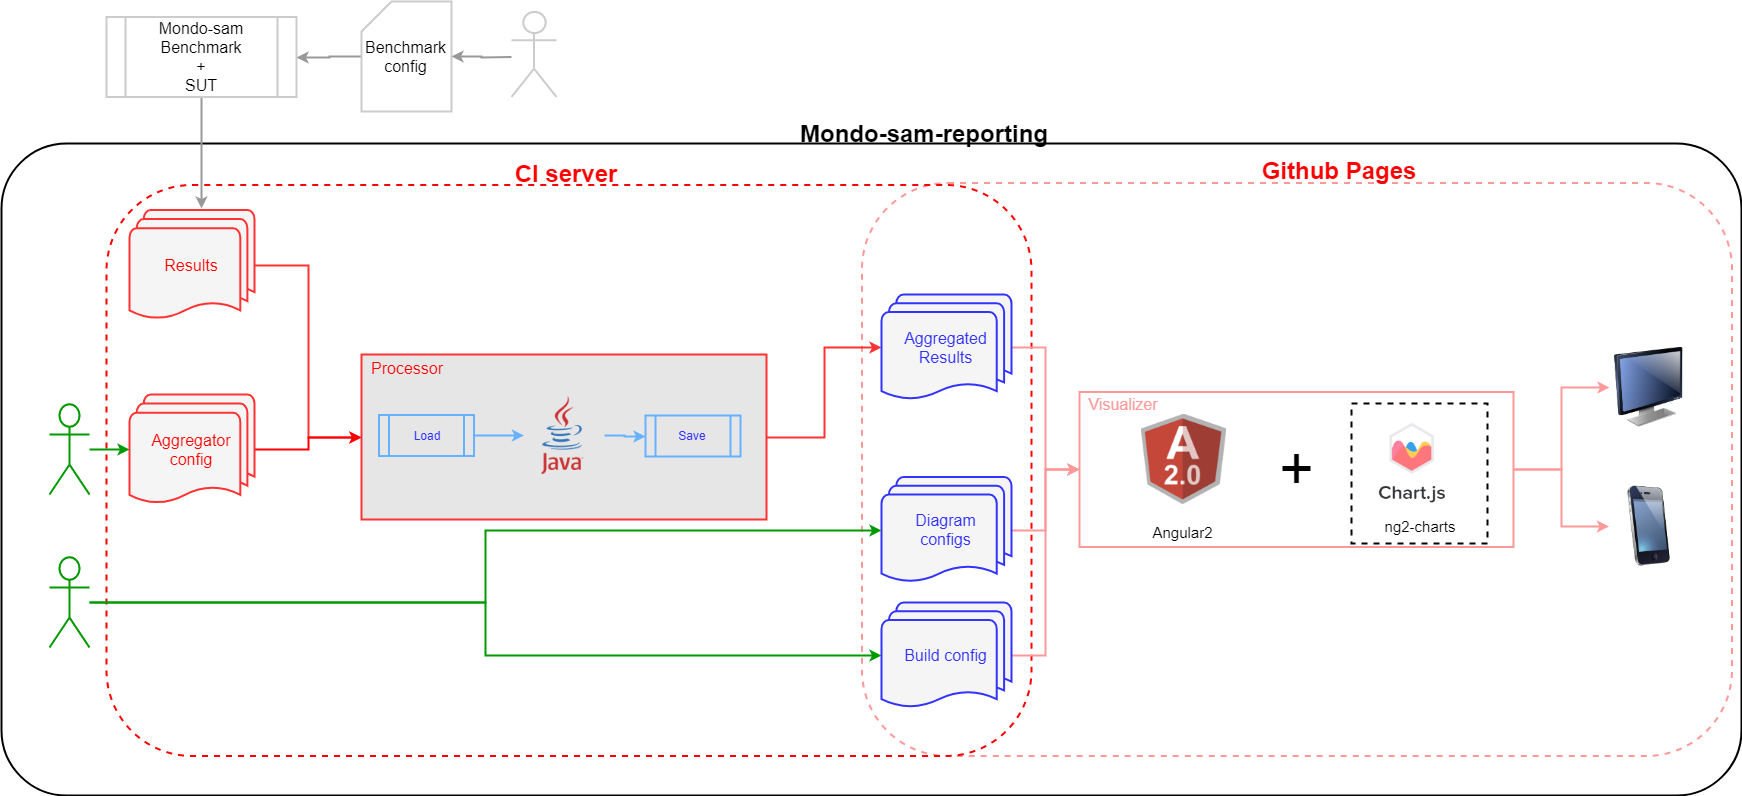 Mondo-sam
Benchmark
+
SUT
Benchmark
config
Mondo-sam-reporting
CI server
Github Pages
Results
Aggregator
config
Processor
Load
Java
Save
Aggregated
Results
Diagram
configs
Build config
Visualizer
A
2.0
Angular2
+
Chart.js
ng2-charts